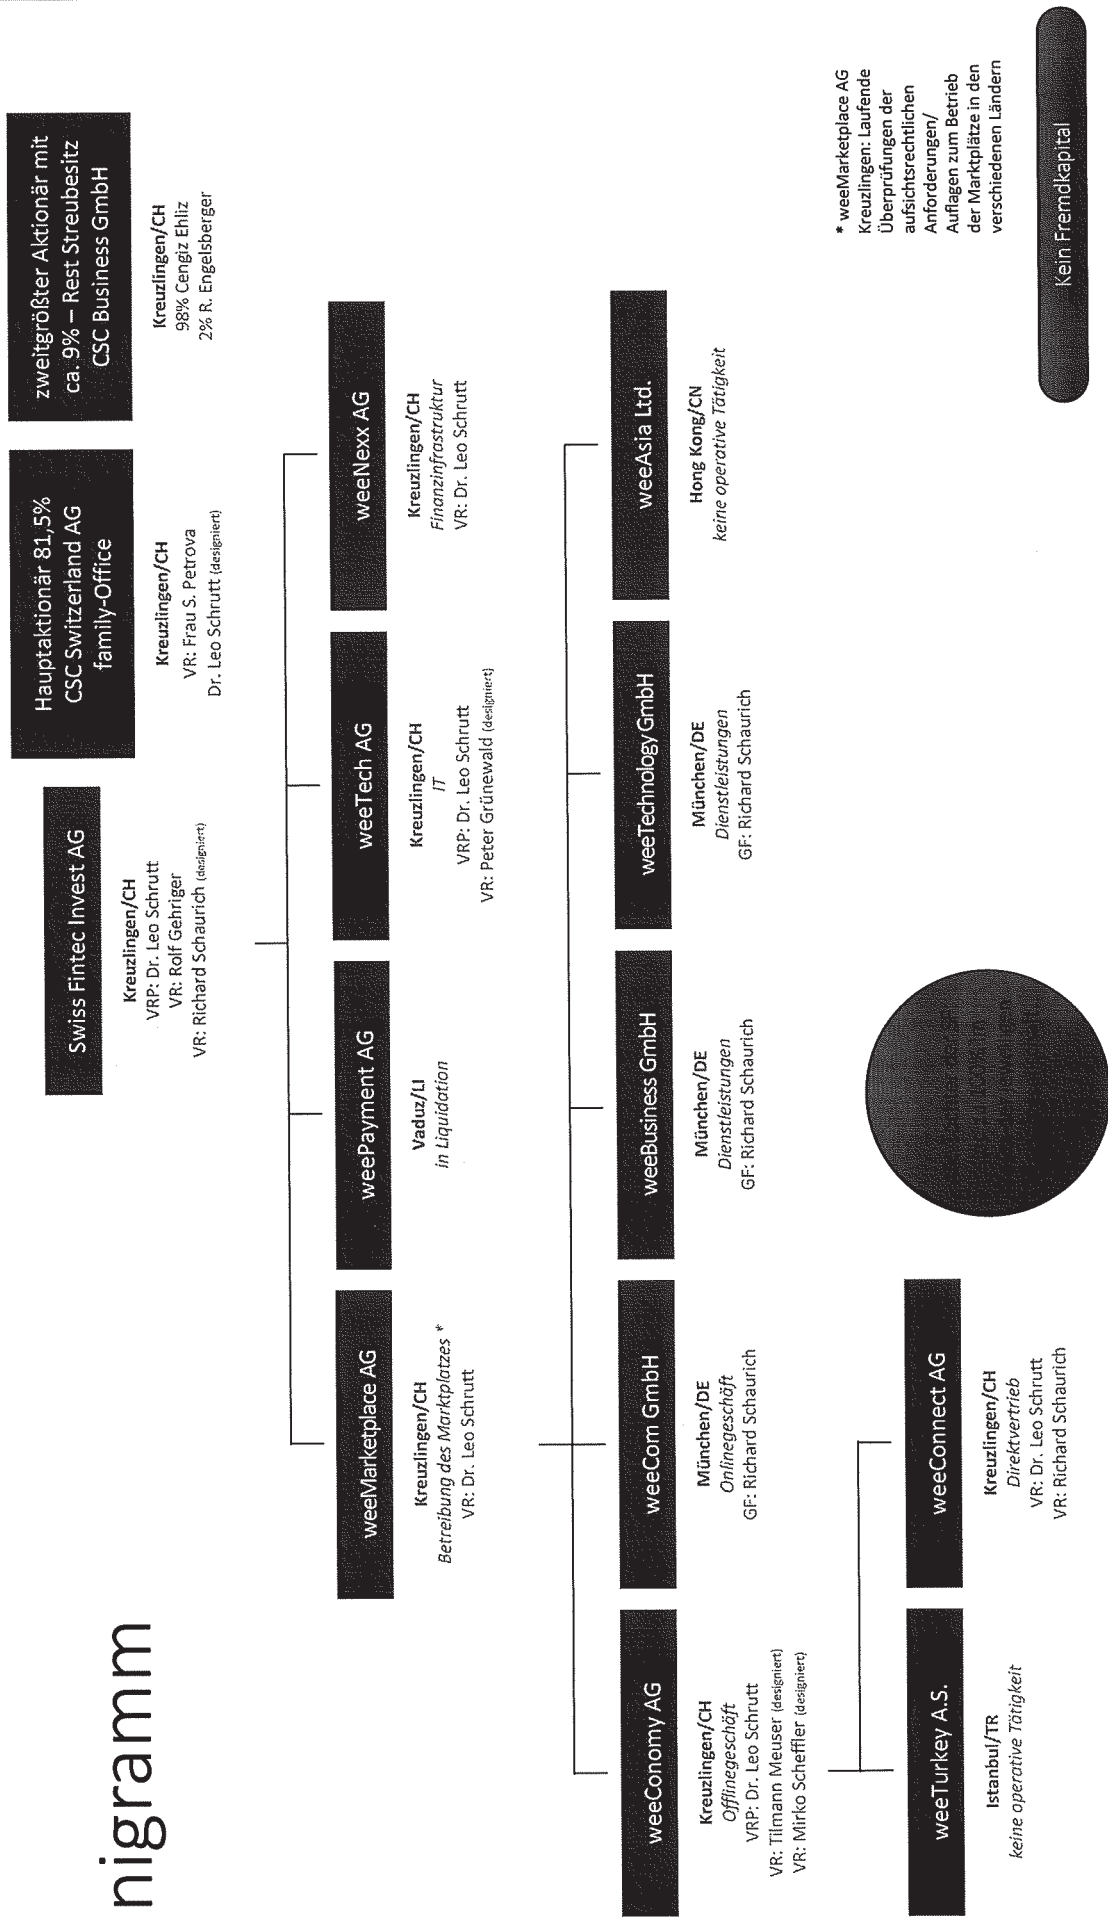 nigramm
Swiss Fintec Invest AG
Kreuzlingen/CH
VRP: Dr. Leo Schrutt
VR: Rolf Gehriger
VR: Richard Schaurich (designiert)
Hauptaktionär 81,5%
CSC Switzerland AG
family-Office
Kreuzlingen/CH
VR: Frau S. Petrova
Dr. Leo Schrutt (designiert)
zweitgrößter Aktionär mit
ca. 9% – Rest Streubesitz
CSC Business GmbH
Kreuzlingen/CH
98% Cengiz Ehliz
2% R. Engelsberger
weeMarketplace AG
Kreuzlingen/CH
Betreibung des Marktplatzes *
VR: Dr. Leo Schrutt
weePayment AG
Vaduz/LI
in Liquidation
weeTech AG
Kreuzlingen/CH
IT
VRP: Dr. Leo Schrutt
VR: Peter Grünewald (designiert)
weeNexx AG
Kreuzlingen/CH
Finanzinfrastruktur
VR: Dr. Leo Schrutt
weeConomy AG
Kreuzlingen/CH
Offlinegeschäft
VRP: Dr. Leo Schrutt
VR: Tilmann Meuser (designiert)
VR: Mirko Scheffler (designiert)
weeCom GmbH
München/DE
Onlinegeschäft
GF: Richard Schaurich
weeBusiness GmbH
München/DE
Dienstleistungen
GF: Richard Schaurich
weeTechnology GmbH
München/DE
Dienstleistungen
GF: Richard Schaurich
weeAsia Ltd.
Hong Kong/CN
keine operative Tätigkeit
weeTurkey A.S.
Istanbul/TR
keine operative Tätigkeit
weeConnect AG
Kreuzlingen/CH
Direktvertrieb
VR: Dr. Leo Schrutt
VR: Richard Schaurich
* weeMarketplace AG
Kreuzlingen: Laufende
Überprüfungen der
aufsichtsrechtlichen
Anforderungen/
Auflagen zum Betrieb
der Marktplätze in den
verschiedenen Ländern
Kein Fremdkapital